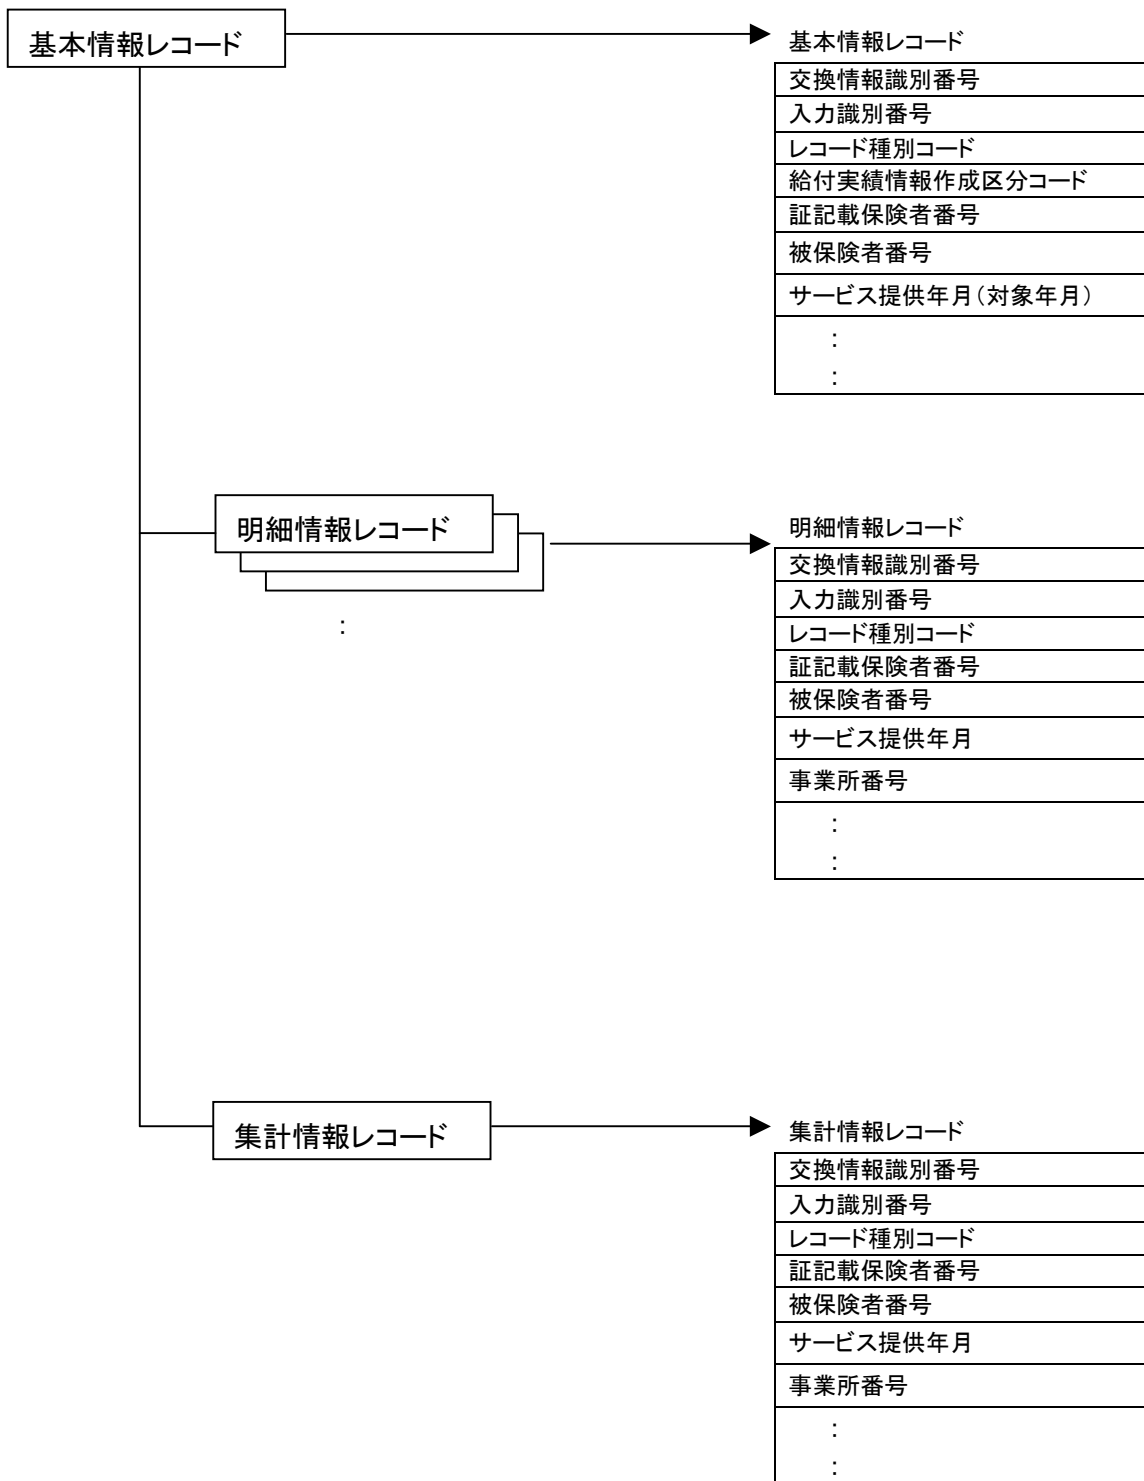 基本情報レコード
基本情報レコード
交換情報識別番号
入力識別番号
レコード種別コード
給付実績情報作成区分コード
証記載保険者番号
被保険者番号
サービス提供年月(対象年月)
:
:
明細情報レコード
:
明細情報レコード
交換情報識別番号
入力識別番号
レコード種別コード
証記載保険者番号
被保険者番号
サービス提供年月
事業所番号
:
:
集計情報レコード
集計情報レコード
交換情報識別番号
入力識別番号
レコード種別コード
証記載保険者番号
被保険者番号
サービス提供年月
事業所番号
:
: